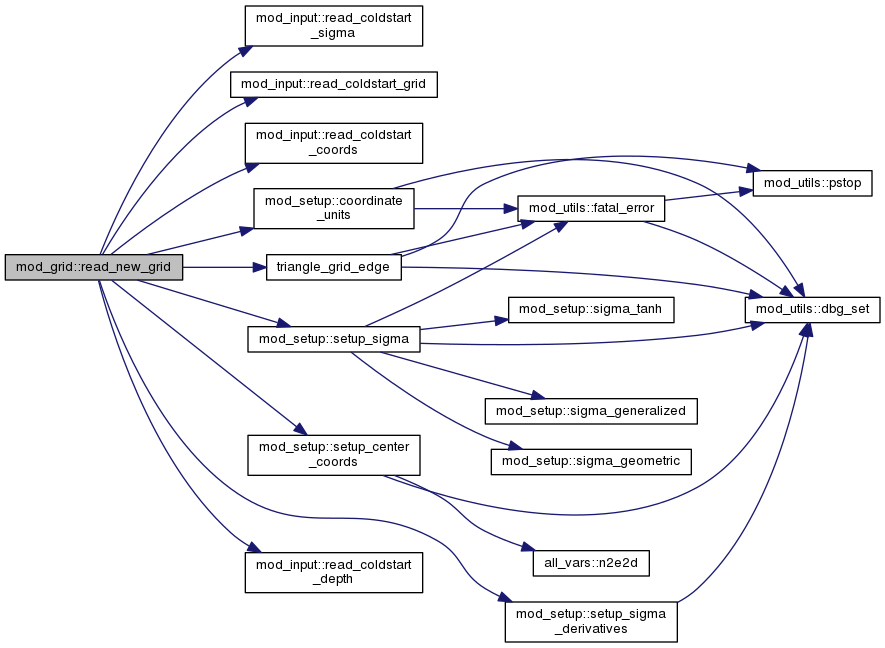 mod_input::read_coldstart
_sigma
mod_input::read_coldstart_grid
mod_input::read_coldstart
_coords
mod_setup::coordinate
_units
mod_utils::fatal_error
mod_utils::pstop
mod_grid::read_new_grid
triangle_grid_edge
mod_setup::sigma_tanh
mod_utils::dbg_set
mod_setup::setup_sigma
mod_setup::sigma_generalized
mod_setup::setup_center
_coords
mod_setup::sigma_geometric
all_vars::n2e2d
mod_input::read_coldstart
_depth
mod_setup::setup_sigma
_derivatives